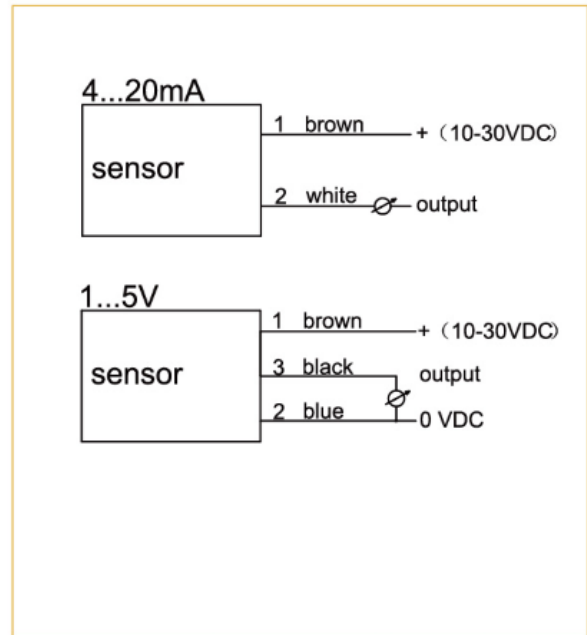 4...20mA
1 brown + (10-30VDC)
sensor
2 white output
1...5V
1 brown + (10-30VDC)
3 black output
sensor
2 blue 0 VDC